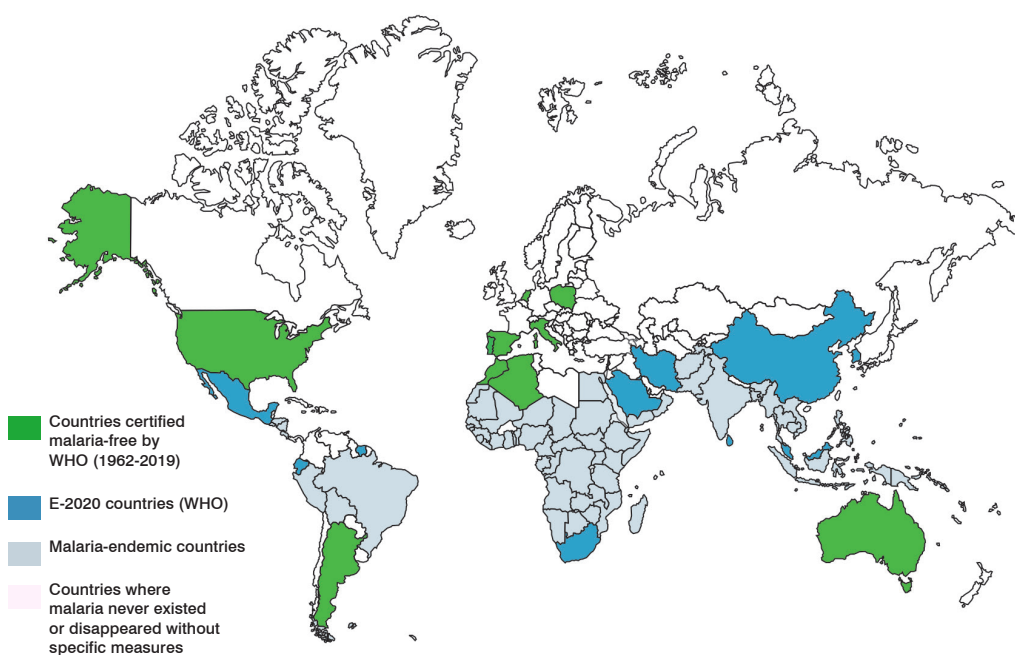 Countries certified
malaria-free by
WHO (1962-2019)
E-2020 countries (WHO)
Malaria-endemic countries
Countries where
malaria never existed
or disappeared without
specific measures